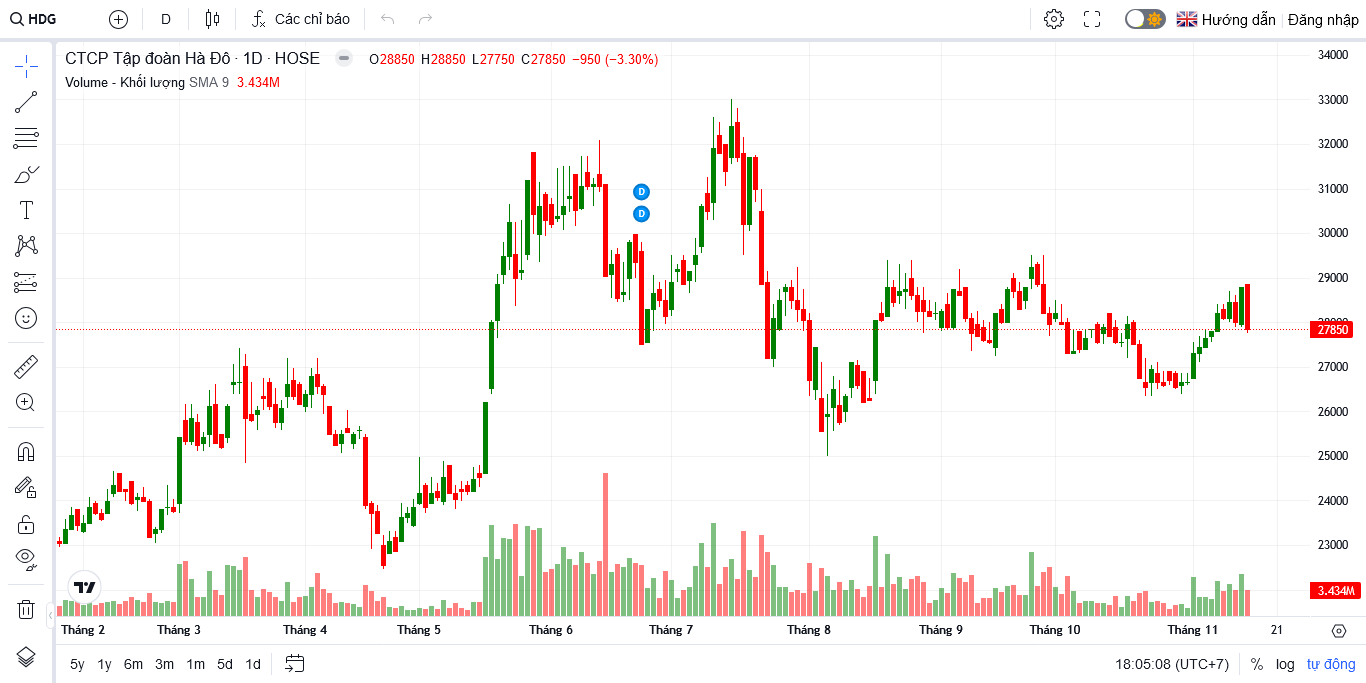 HDG D Các chỉ báo Hướng dẫn Đăng nhập
CTCP Tập đoàn Hà Đô · 1D · HOSE O28850 H28850 L27750 C27850 −950 (−3.30%)
Volume - Khối lượng SMA 9 3.434M
34000
33000
32000
31000
D
D
30000
29000
28000
27850
27000
26000
25000
24000
23000
3.434M
Tháng 2 Tháng 3 Tháng 4 Tháng 5 Tháng 6 Tháng 7 Tháng 8 Tháng 9 Tháng 10 Tháng 11 21
5y 1y 6m 3m 1m 5d 1d 18:05:08 (UTC+7) % log tự động